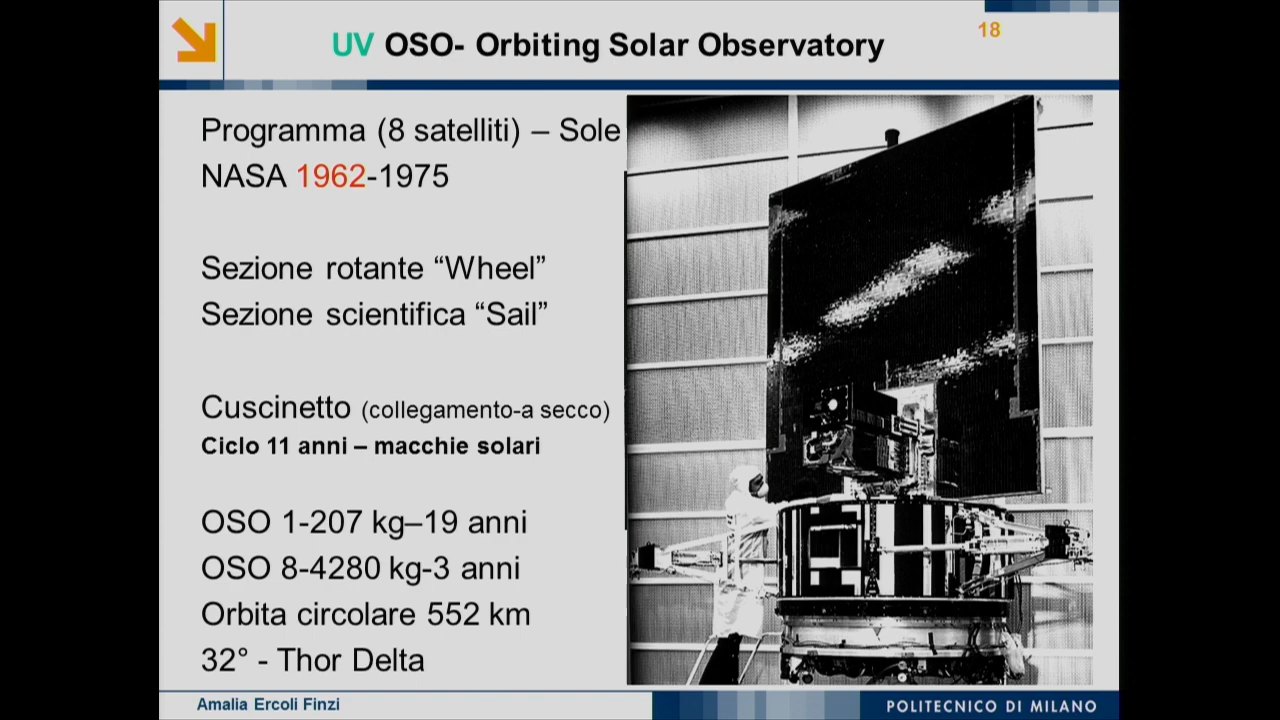 UV OSO- Orbiting Solar Observatory
18
Programma (8 satelliti) – Sole
NASA 1962-1975
Sezione rotante “Wheel”
Sezione scientifica “Sail”
Cuscinetto (collegamento-a secco)
Ciclo 11 anni – macchie solari
OSO 1-207 kg–19 anni
OSO 8-4280 kg-3 anni
Orbita circolare 552 km
32° - Thor Delta
Amalia Ercoli Finzi
POLITECNICO DI MILANO